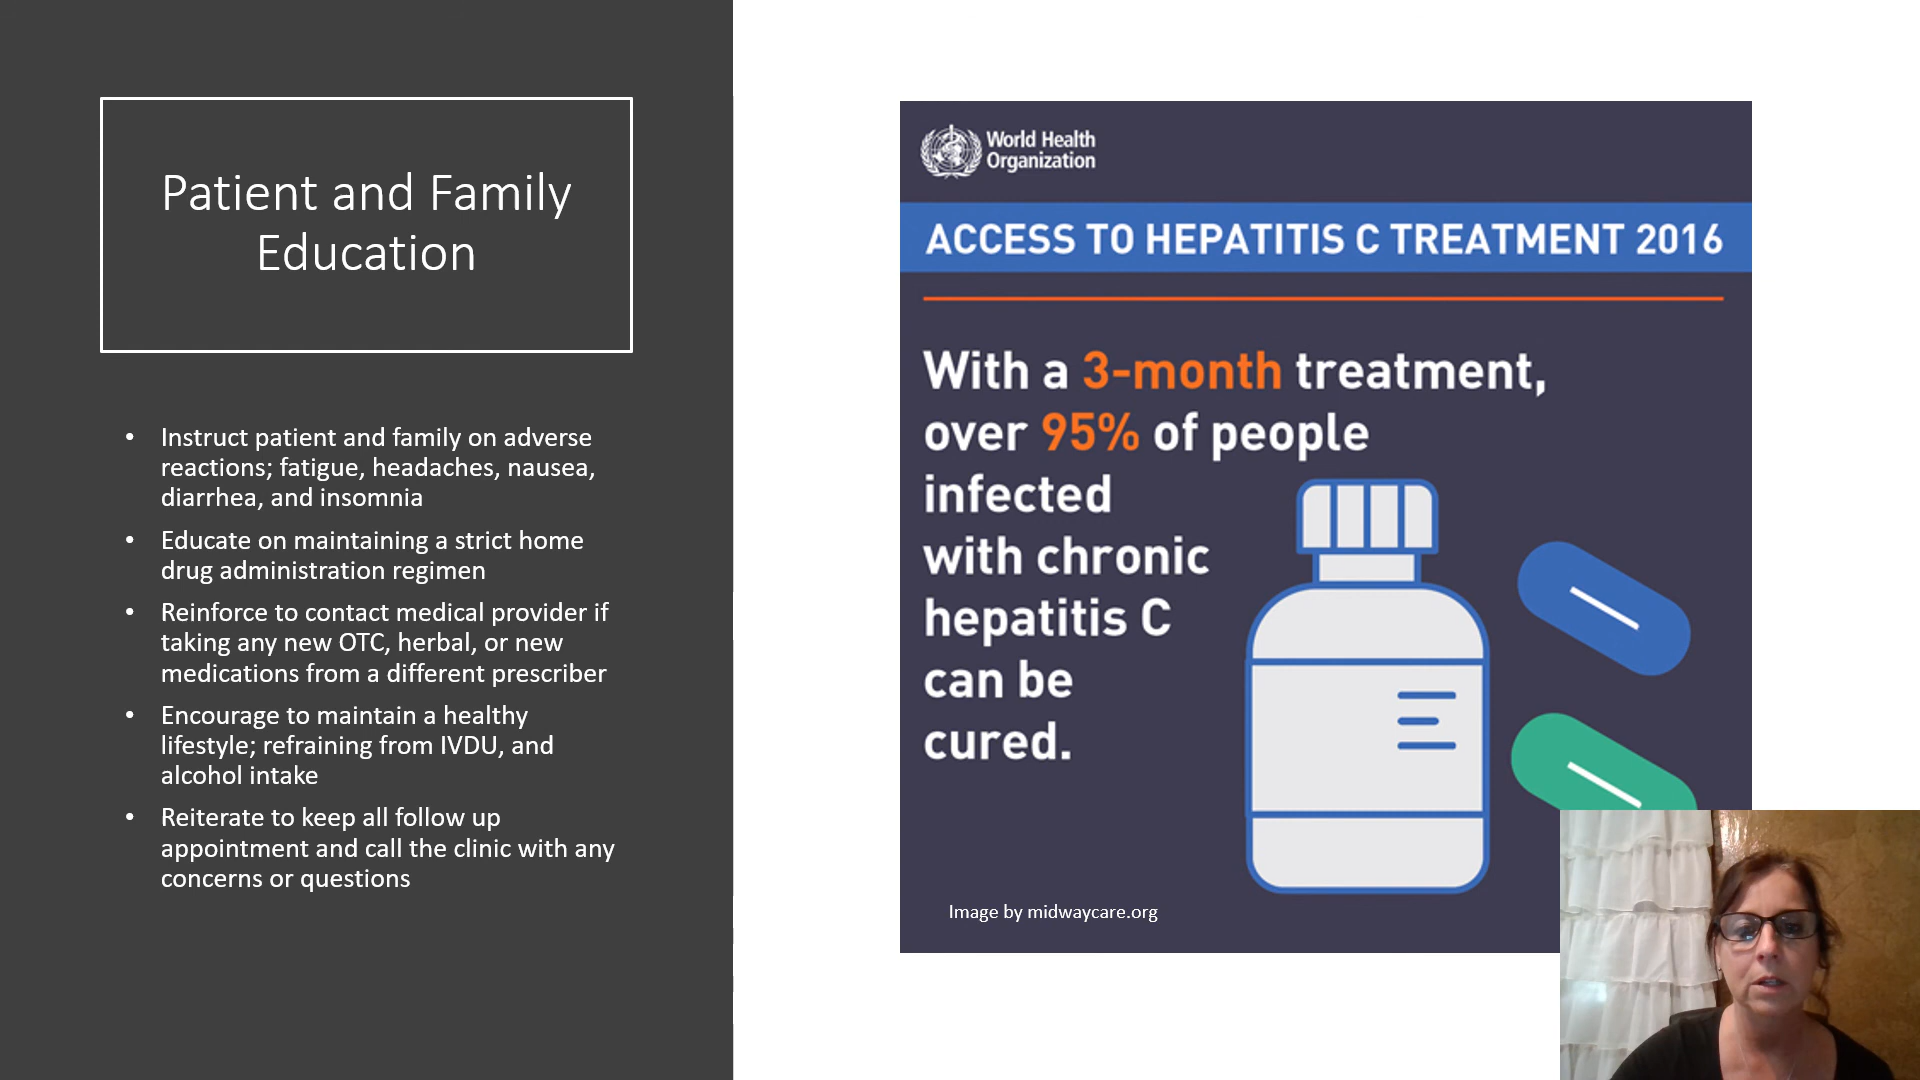 Patient and Family
Education
• Instruct patient and family on adverse
reactions; fatigue, headaches, nausea,
diarrhea, and insomnia
• Educate on maintaining a strict home
drug administration regimen
• Reinforce to contact medical provider if
taking any new OTC, herbal, or new
medications from a different prescriber
• Encourage to maintain a healthy
lifestyle; refraining from IVDU, and
alcohol intake
• Reiterate to keep all follow up
appointment and call the clinic with any
concerns or questions
World Health
Organization
ACCESS TO HEPATITIS C TREATMENT 2016
With a 3-month treatment,
over 95% of people
infected
with chronic
hepatitis C
can be
cured.
Image by midwaycare.org